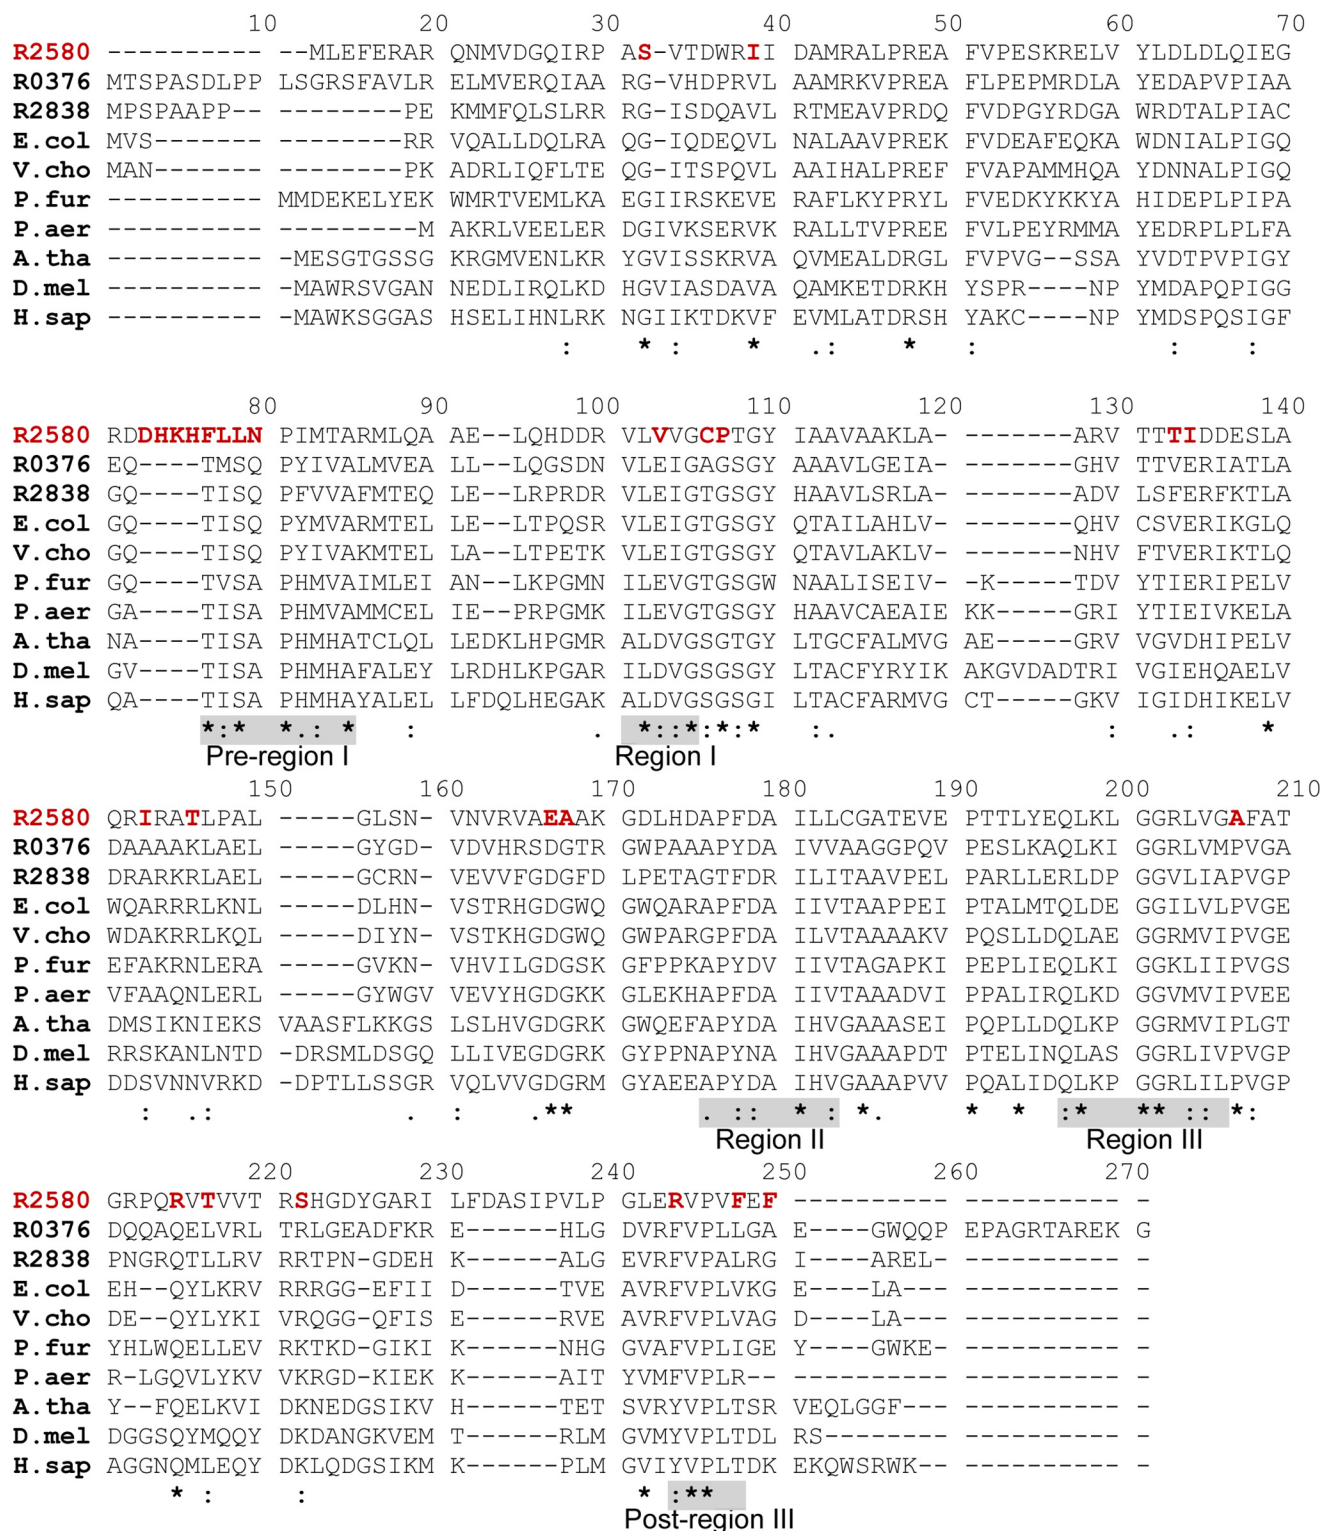 10 20 30 40 50 60 70
R2580 ---------- --MLEFERAR QNMVDGQIRP AS-VTDWRII DAMRALPREA FVPESKRELV YLDLDLQIEG
R0376 MTSPASDLPP LSGRSFAVLR ELMVERQIAA RG-VHDPRVL AAMRKVPREA FLPEPMRDLA YEDAPVPIAA
R2838 MPSPAAPP-- --------PE KMMFQLSLRR RG-ISDQAVL RTMEAVPRDQ FVDPGYRDGA WRDTALPIAC
E.col MVS------- --------RR VQALLDQLRA QG-IQDEQVL NALAAVPREK FVDEAFEQKA WDNIALPIGQ
V.cho MAN------- --------PK ADRLIQFLTE QG-ITSPQVL AAIHALPREF FVAPAMMHQA YDNNALPIGQ
P.fur ---------- MMDEKELYEK WMRTVEMLKA EGIIRSKEVE RAFLKYPRYL FVEDKYKKYA HIDEPLPIPA
P.aer ---------- ---------M AKRLVEELER DGIVKSERVK RALLTVPREE FVLPEYRMMA YEDRPLPLFA
A.tha ---------- -MESGTGSSG KRGMVENLKR YGVISSKRVA QVMEALDRGL FVPVG--SSA YVDTPVPIGY
D.mel ---------- -MAWRSVGAN NEDLIRQLKD HGVIASDAVA QAMKETDRKH YSPR----NP YMDAPQPIGG
H.sap ---------- -MAWKSGGAS HSELIHNLRK NGIIKTDKVF EVMLATDRSH YAKC----NP YMDSPQSIGF
: * : * .: * : : :
80 90 100 110 120 130 140
R2580 RDDHKHFLLN PIMTARMLQA AE--LQHDDR VLVVGCPTGY IAAVAAKLA- -------ARV TTTIDDESLA
R0376 EQ----TMSQ PYIVALMVEA LL--LQGSDN VLEIGAGSGY AAAVLGEIA- -------GHV TTVERIATLA
R2838 GQ----TISQ PFVVAFMTEQ LE--LRPRDR VLEIGTGSGY HAAVLSRLA- -------ADV LSFERFKTLA
E.col GQ----TISQ PYMVARMTEL LE--LTPQSR VLEIGTGSGY QTAILAHLV- -------QHV CSVERIKGLQ
V.cho GQ----TISQ PYIVAKMTEL LA--LTPETK VLEIGTGSGY QTAVLAKLV- -------NHV FTVERIKTLQ
P.fur GQ----TVSA PHMVAIMLEI AN--LKPGMN ILEVGTGSGW NAALISEIV- -K-----TDV YTIERIPELV
P.aer GA----TISA PHMVAMMCEL IE--PRPGMK ILEVGTGSGY HAAVCAEAIE KK-----GRI YTIEIVKELA
A.tha NA----TISA PHMHATCLQL LEDKLHPGMR ALDVGSGTGY LTGCFALMVG AE-----GRV VGVDHIPELV
D.mel GV----TISA PHMHAFALEY LRDHLKPGAR ILDVGSGSGY LTACFYRYIK AKGVDADTRI VGIEHQAELV
H.sap QA----TISA PHMHAYALEL LFDQLHEGAK ALDVGSGSGI LTACFARMVG CT-----GKV IGIDHIKELV
*:* *.: * : . *::*:*:* :. : .: *
Pre-region I Region I
150 160 170 180 190 200 210
R2580 QRIRATLPAL -----GLSN- VNVRVAEAAK GDLHDAPFDA ILLCGATEVE PTTLYEQLKL GGRLVGAFAT
R0376 DAAAAKLAEL -----GYGD- VDVHRSDGTR GWPAAAPYDA IVVAAGGPQV PESLKAQLKI GGRLVMPVGA
R2838 DRARKRLAEL -----GCRN- VEVVFGDGFD LPETAGTFDR ILITAAVPEL PARLLERLDP GGVLIAPVGP
E.col WQARRRLKNL -----DLHN- VSTRHGDGWQ GWQARAPFDA IIVTAAPPEI PTALMTQLDE GGILVLPVGE
V.cho WDAKRRLKQL -----DIYN- VSTKHGDGWQ GWPARGPFDA ILVTAAAAKV PQSLLDQLAE GGRMVIPVGE
P.fur EFAKRNLERA -----GVKN- VHVILGDGSK GFPPKAPYDV IIVTAGAPKI PEPLIEQLKI GGKLIIPVGS
P.aer VFAAQNLERL -----GYWGV VEVYHGDGKK GLEKHAPFDA IIVTAAADVI PPALIRQLKD GGVMVIPVEE
A.tha DMSIKNIEKS VAASFLKKGS LSLHVGDGRK GWQEFAPYDA IHVGAAASEI PQPLLDQLKP GGRMVIPLGT
D.mel RRSKANLNTD -DRSMLDSGQ LLIVEGDGRK GYPPNAPYNA IHVGAAAPDT PTELINQLAS GGRLIVPVGP
H.sap DDSVNNVRKD -DPTLLSSGR VQLVVGDGRM GYAEEAPYDA IHVGAAAPVV PQALIDQLKP GGRLILPVGP
: .: . : .** . :: * : *. * * :* ** :: *:
Region II Region III
220 230 240 250 260 270
R2580 GRPQRVTVVT RSHGDYGARI LFDASIPVLP GLERVPVFEF ---------- ---------- -
R0376 DQQAQELVRL TRLGEADFKR E------HLG DVRFVPLLGA E----GWQQP EPAGRTAREK G
R2838 PNGRQTLLRV RRTPN-GDEH K------ALG EVRFVPALRG I----AREL- ---------- -
E.col EH--QYLKRV RRRGG-EFII D------TVE AVRFVPLVKG E----LA--- ---------- -
V.cho DE--QYLYKI VRQGG-QFIS E------RVE AVRFVPLVAG D----LA--- ---------- -
P.fur YHLWQELLEV RKTKD-GIKI K------NHG GVAFVPLIGE Y----GWKE- ---------- -
P.aer R-LGQVLYKV VKRGD-KIEK K------AIT YVMFVPLR-- ---------- ---------- -
A.tha Y--FQELKVI DKNEDGSIKV H------TET SVRYVPLTSR VEQLGGF--- ---------- -
D.mel DGGSQYMQQY DKDANGKVEM T------RLM GVMYVPLTDL RS-------- ---------- -
H.sap AGGNQMLEQY DKLQDGSIKM K------PLM GVIYVPLTDK EKQWSRWK-- ---------- -
* : : * :**
Post-region III